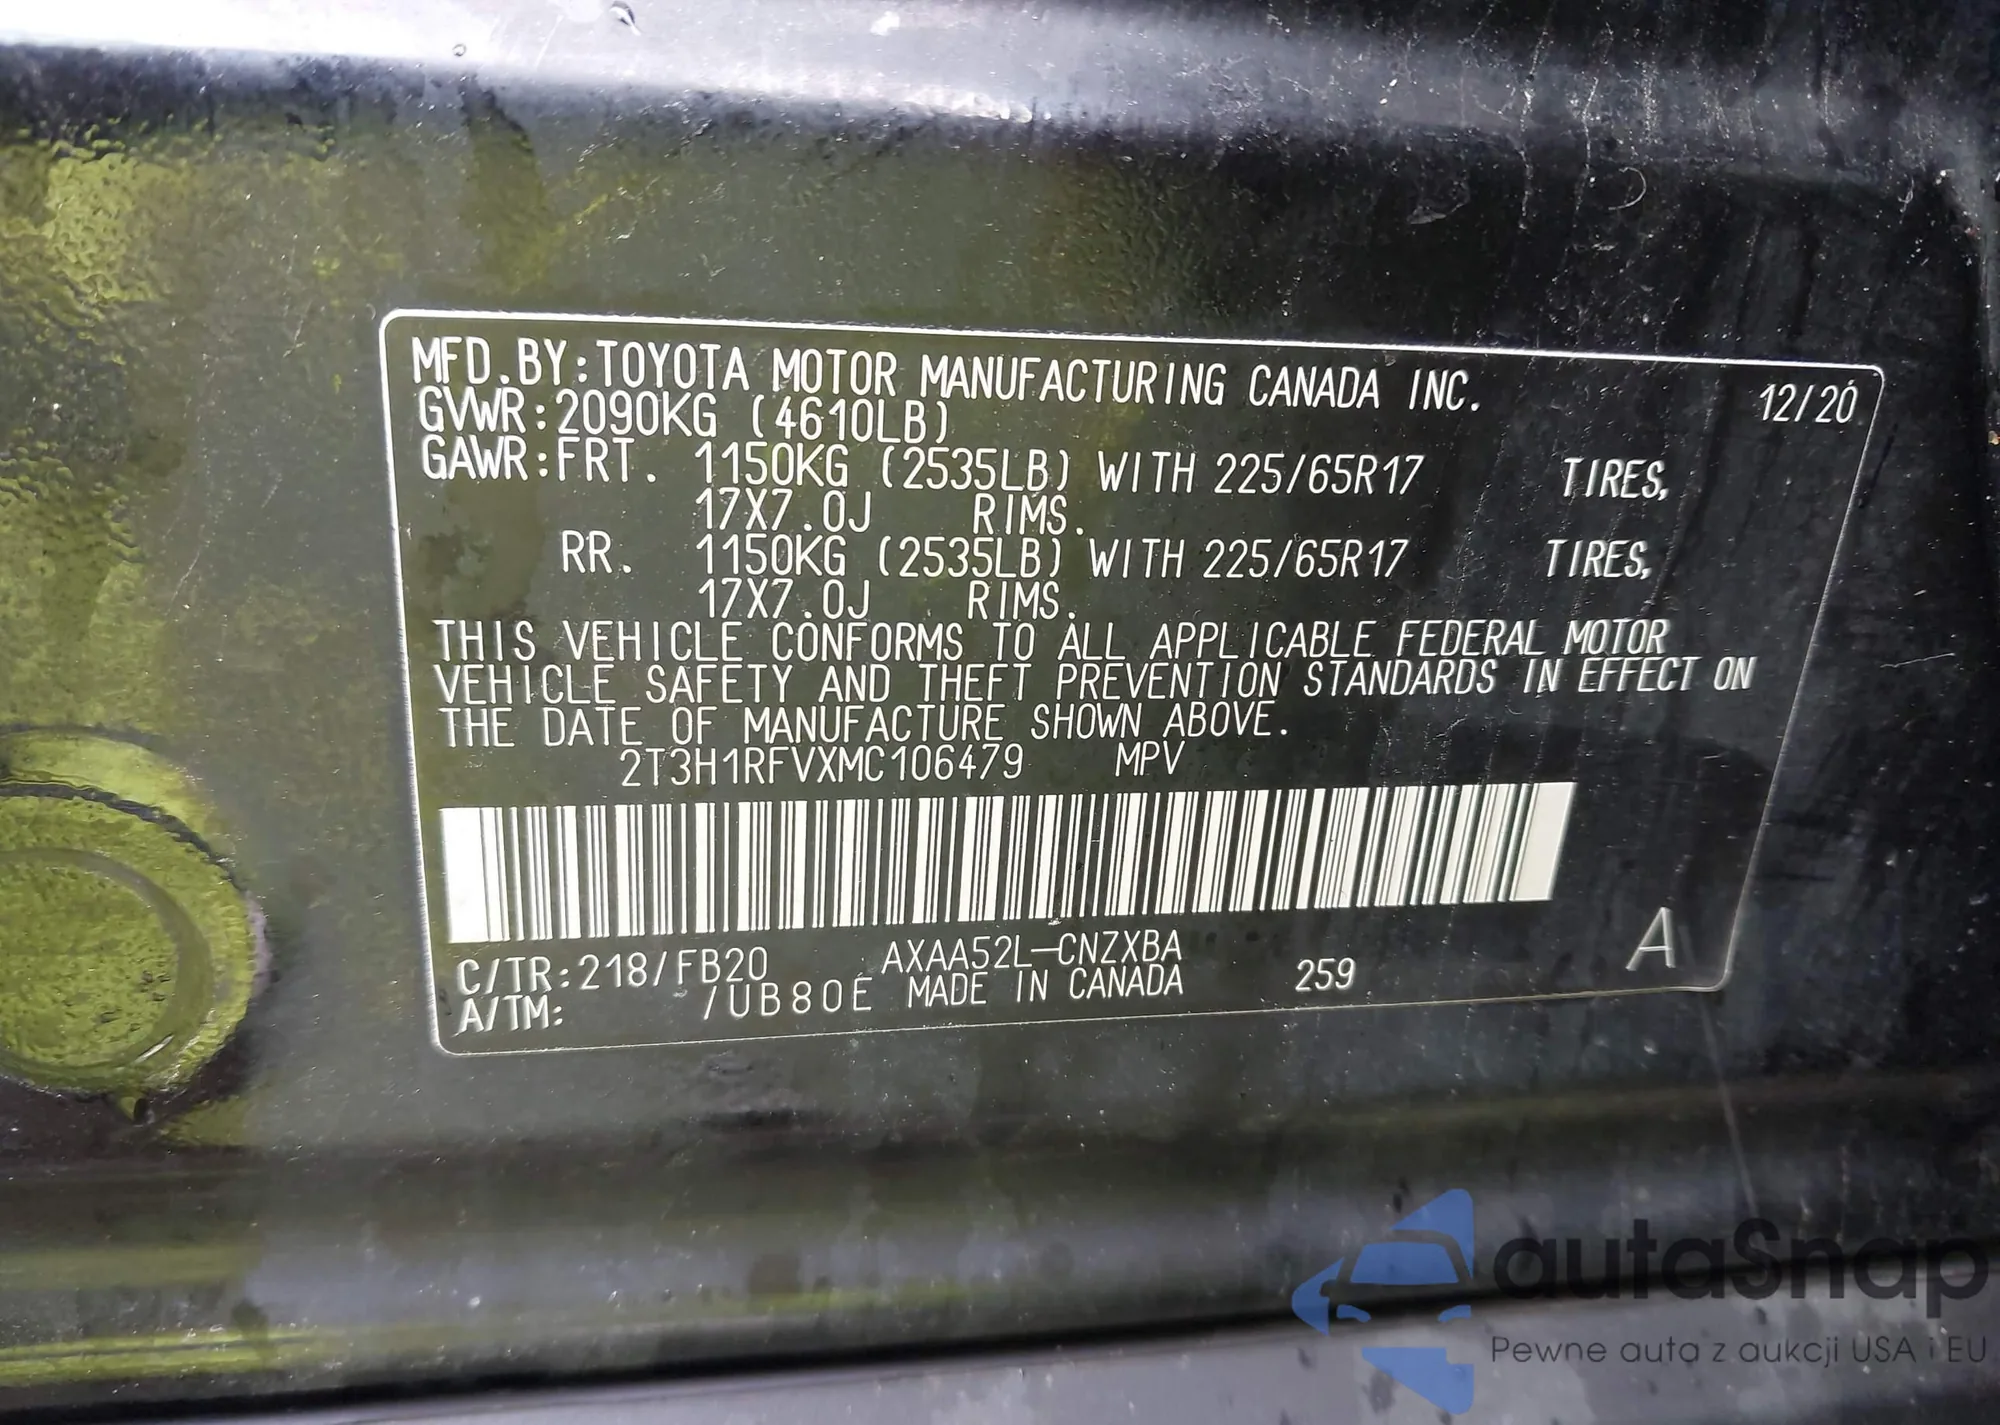 MFD.BY:TOYOTA MOTOR MANUFACTURING CANADA INC. 12/20
GVWR:2090KG (4610LB)
GAWR:FRT. 1150KG (2535LB) WITH 225/65R17 TIRES,
17X7.0J RIMS.
RR. 1150KG (2535LB) WITH 225/65R17 TIRES,
17X7.0J RIMS.
THIS VEHICLE CONFORMS TO ALL APPLICABLE FEDERAL MOTOR
VEHICLE SAFETY AND THEFT PREVENTION STANDARDS IN EFFECT ON
THE DATE OF MANUFACTURE SHOWN ABOVE.
2T3H1RFVXMC106479 MPV
C/TR:218/FB20 AXAA52L-CNZXBA
A/TM: /UB80E MADE IN CANADA 259 A
autaSnap
Pewne auta z aukcji USA i EU